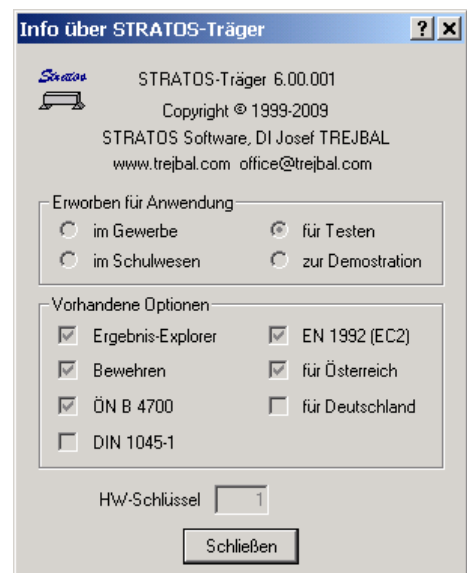 Info über STRATOS-Träger
Stratos
STRATOS-Träger 6.00.001
Copyright © 1999-2009
STRATOS Software, DI Josef TREJBAL
www.trejbal.com office@trejbal.com
Erworben für Anwendung
im Gewerbe
für Testen
im Schulwesen
zur Demostration
Vorhandene Optionen
Ergebnis-Explorer
EN 1992 (EC2)
Bewehren
für Österreich
ÖN B 4700
für Deutschland
DIN 1045-1
HW-Schlüssel 1
Schließen